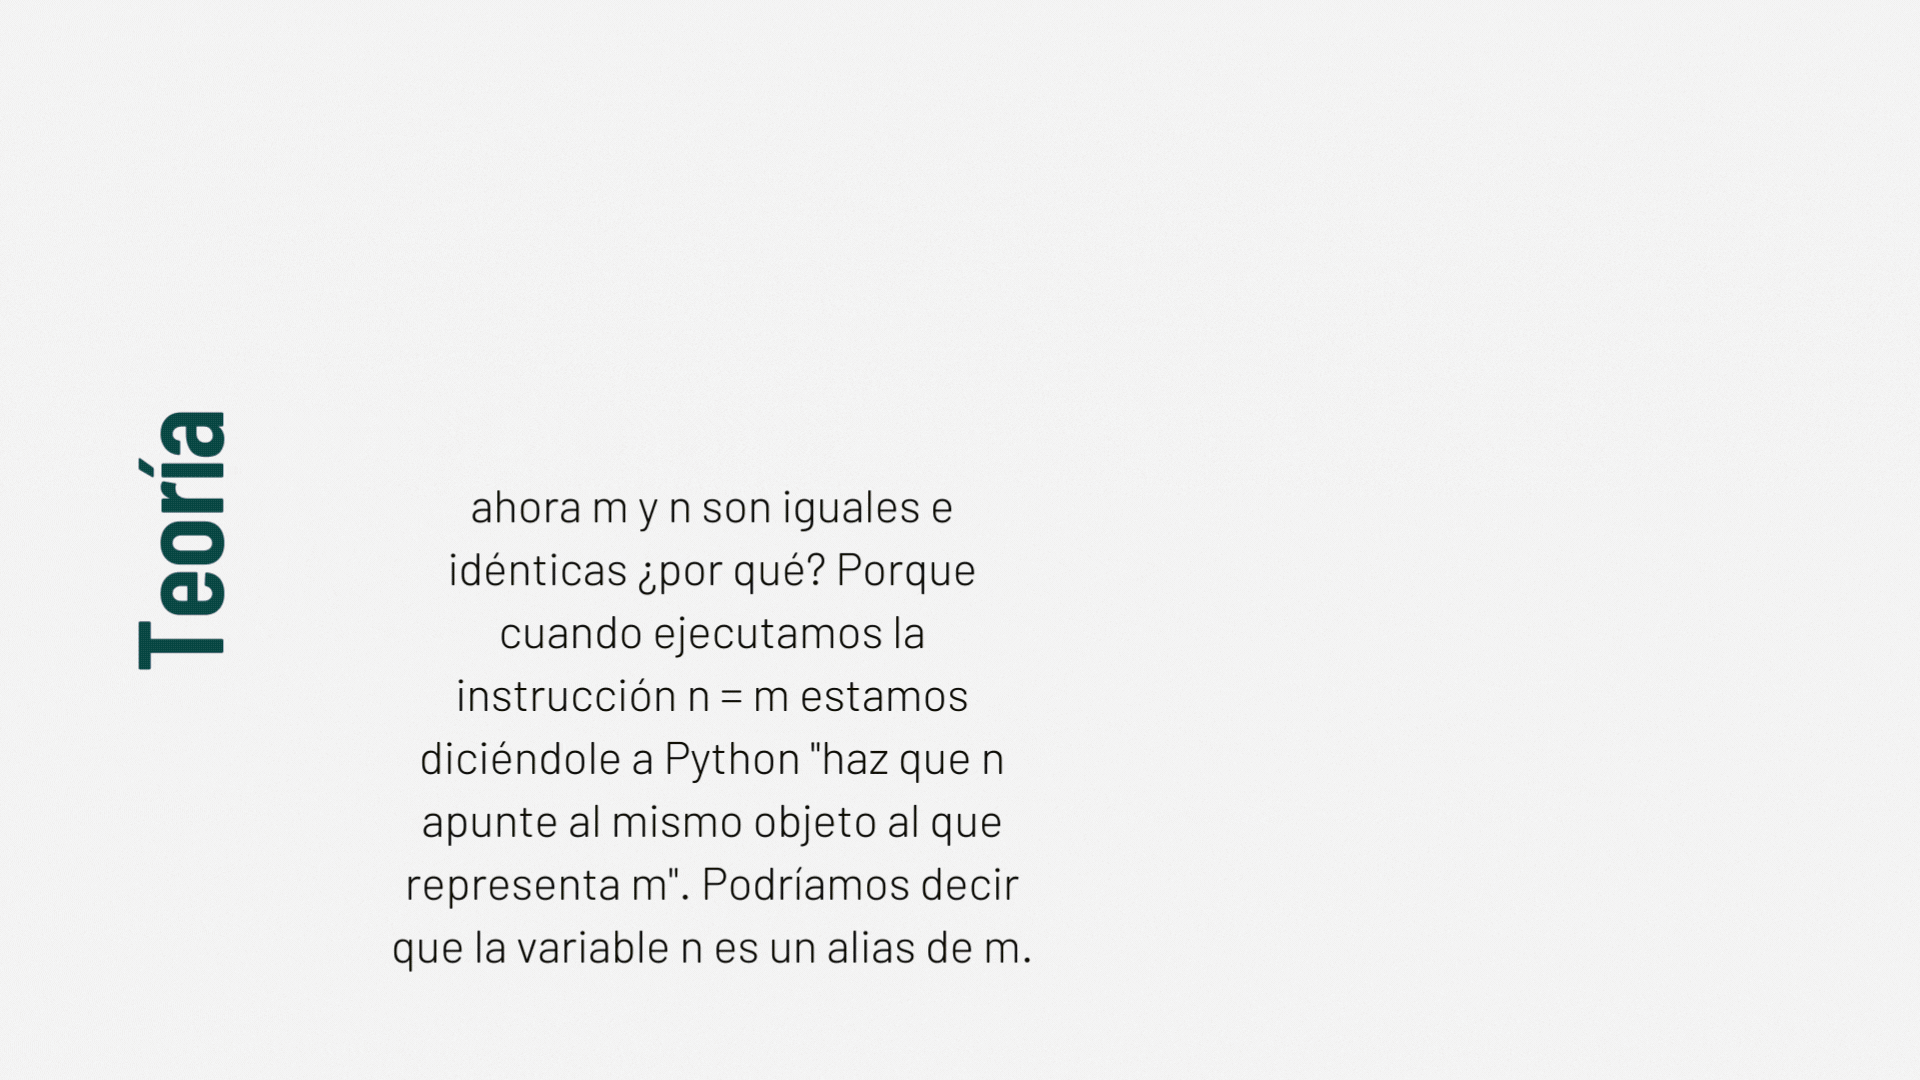 Teoría
ahora m y n son iguales e
idénticas ¿por qué? Porque
cuando ejecutamos la
instrucción n = m estamos
diciéndole a Python "haz que n
apunte al mismo objeto al que
representa m". Podríamos decir
que la variable n es un alias de m.